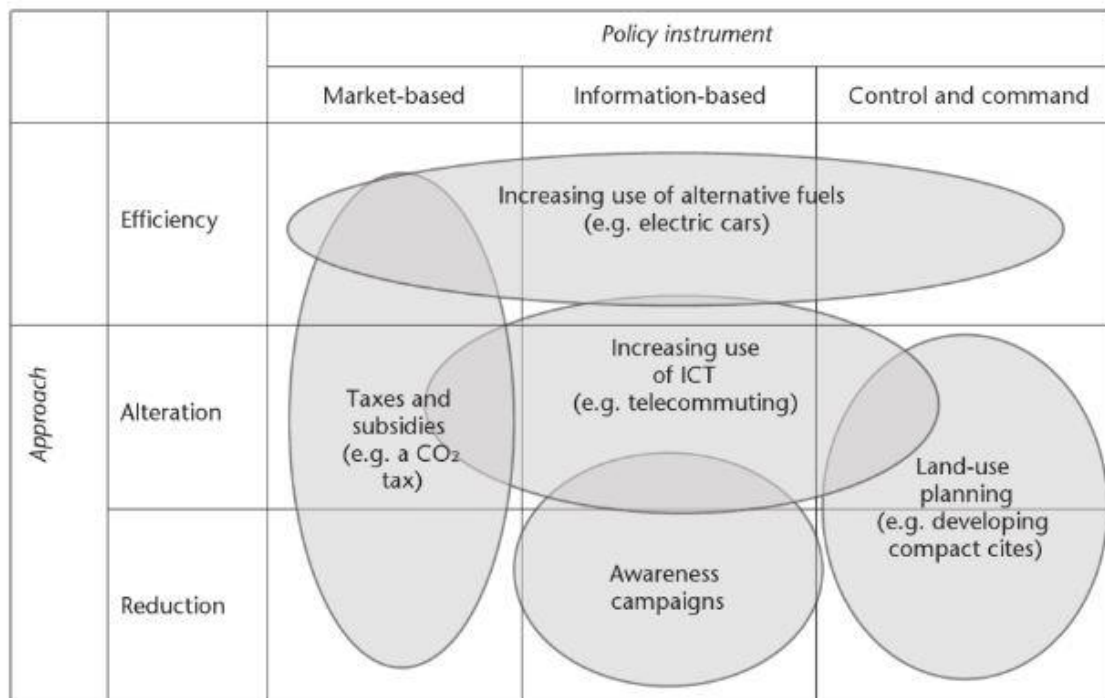 Policy instrument
Market-based
Information-based
Control and command
Approach
Efficiency
Increasing use of alternative fuels
(e.g. electric cars)
Alteration
Taxes and
subsidies
(e.g. a CO₂
tax)
Increasing use
of ICT
(e.g. telecommuting)
Land-use
planning
(e.g. developing
compact cites)
Reduction
Awareness
campaigns